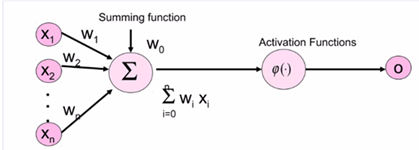 Summing function
x₁
w₁
w₀
Activation Functions
x₂
w₂
Σ
φ(·)
o
wₙ
n
Σ wᵢ xᵢ
i=0
xₙ